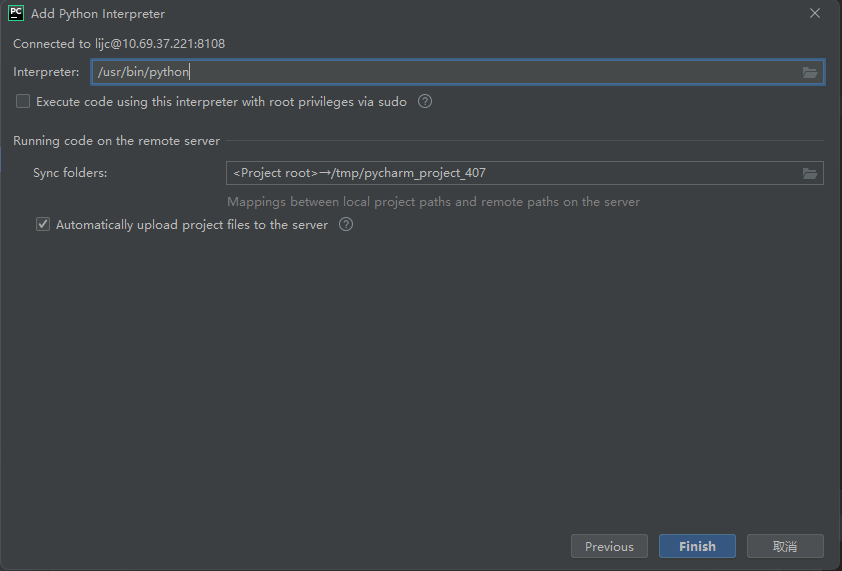 PC Add Python Interpreter
Connected to lijc@10.69.37.221:8108
Interpreter: /usr/bin/python
Execute code using this interpreter with root privileges via sudo ?
Running code on the remote server
Sync folders: <Project root>→/tmp/pycharm_project_407
Mappings between local project paths and remote paths on the server
Automatically upload project files to the server ?
Previous Finish 取消